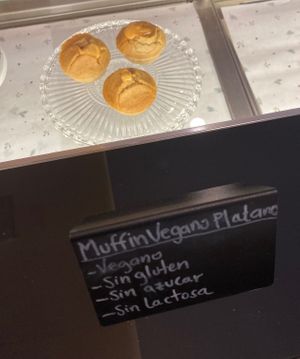 Muffin Vegano Platano
- Vegano
- Sin gluten
- Sin azucar
- Sin lactosa